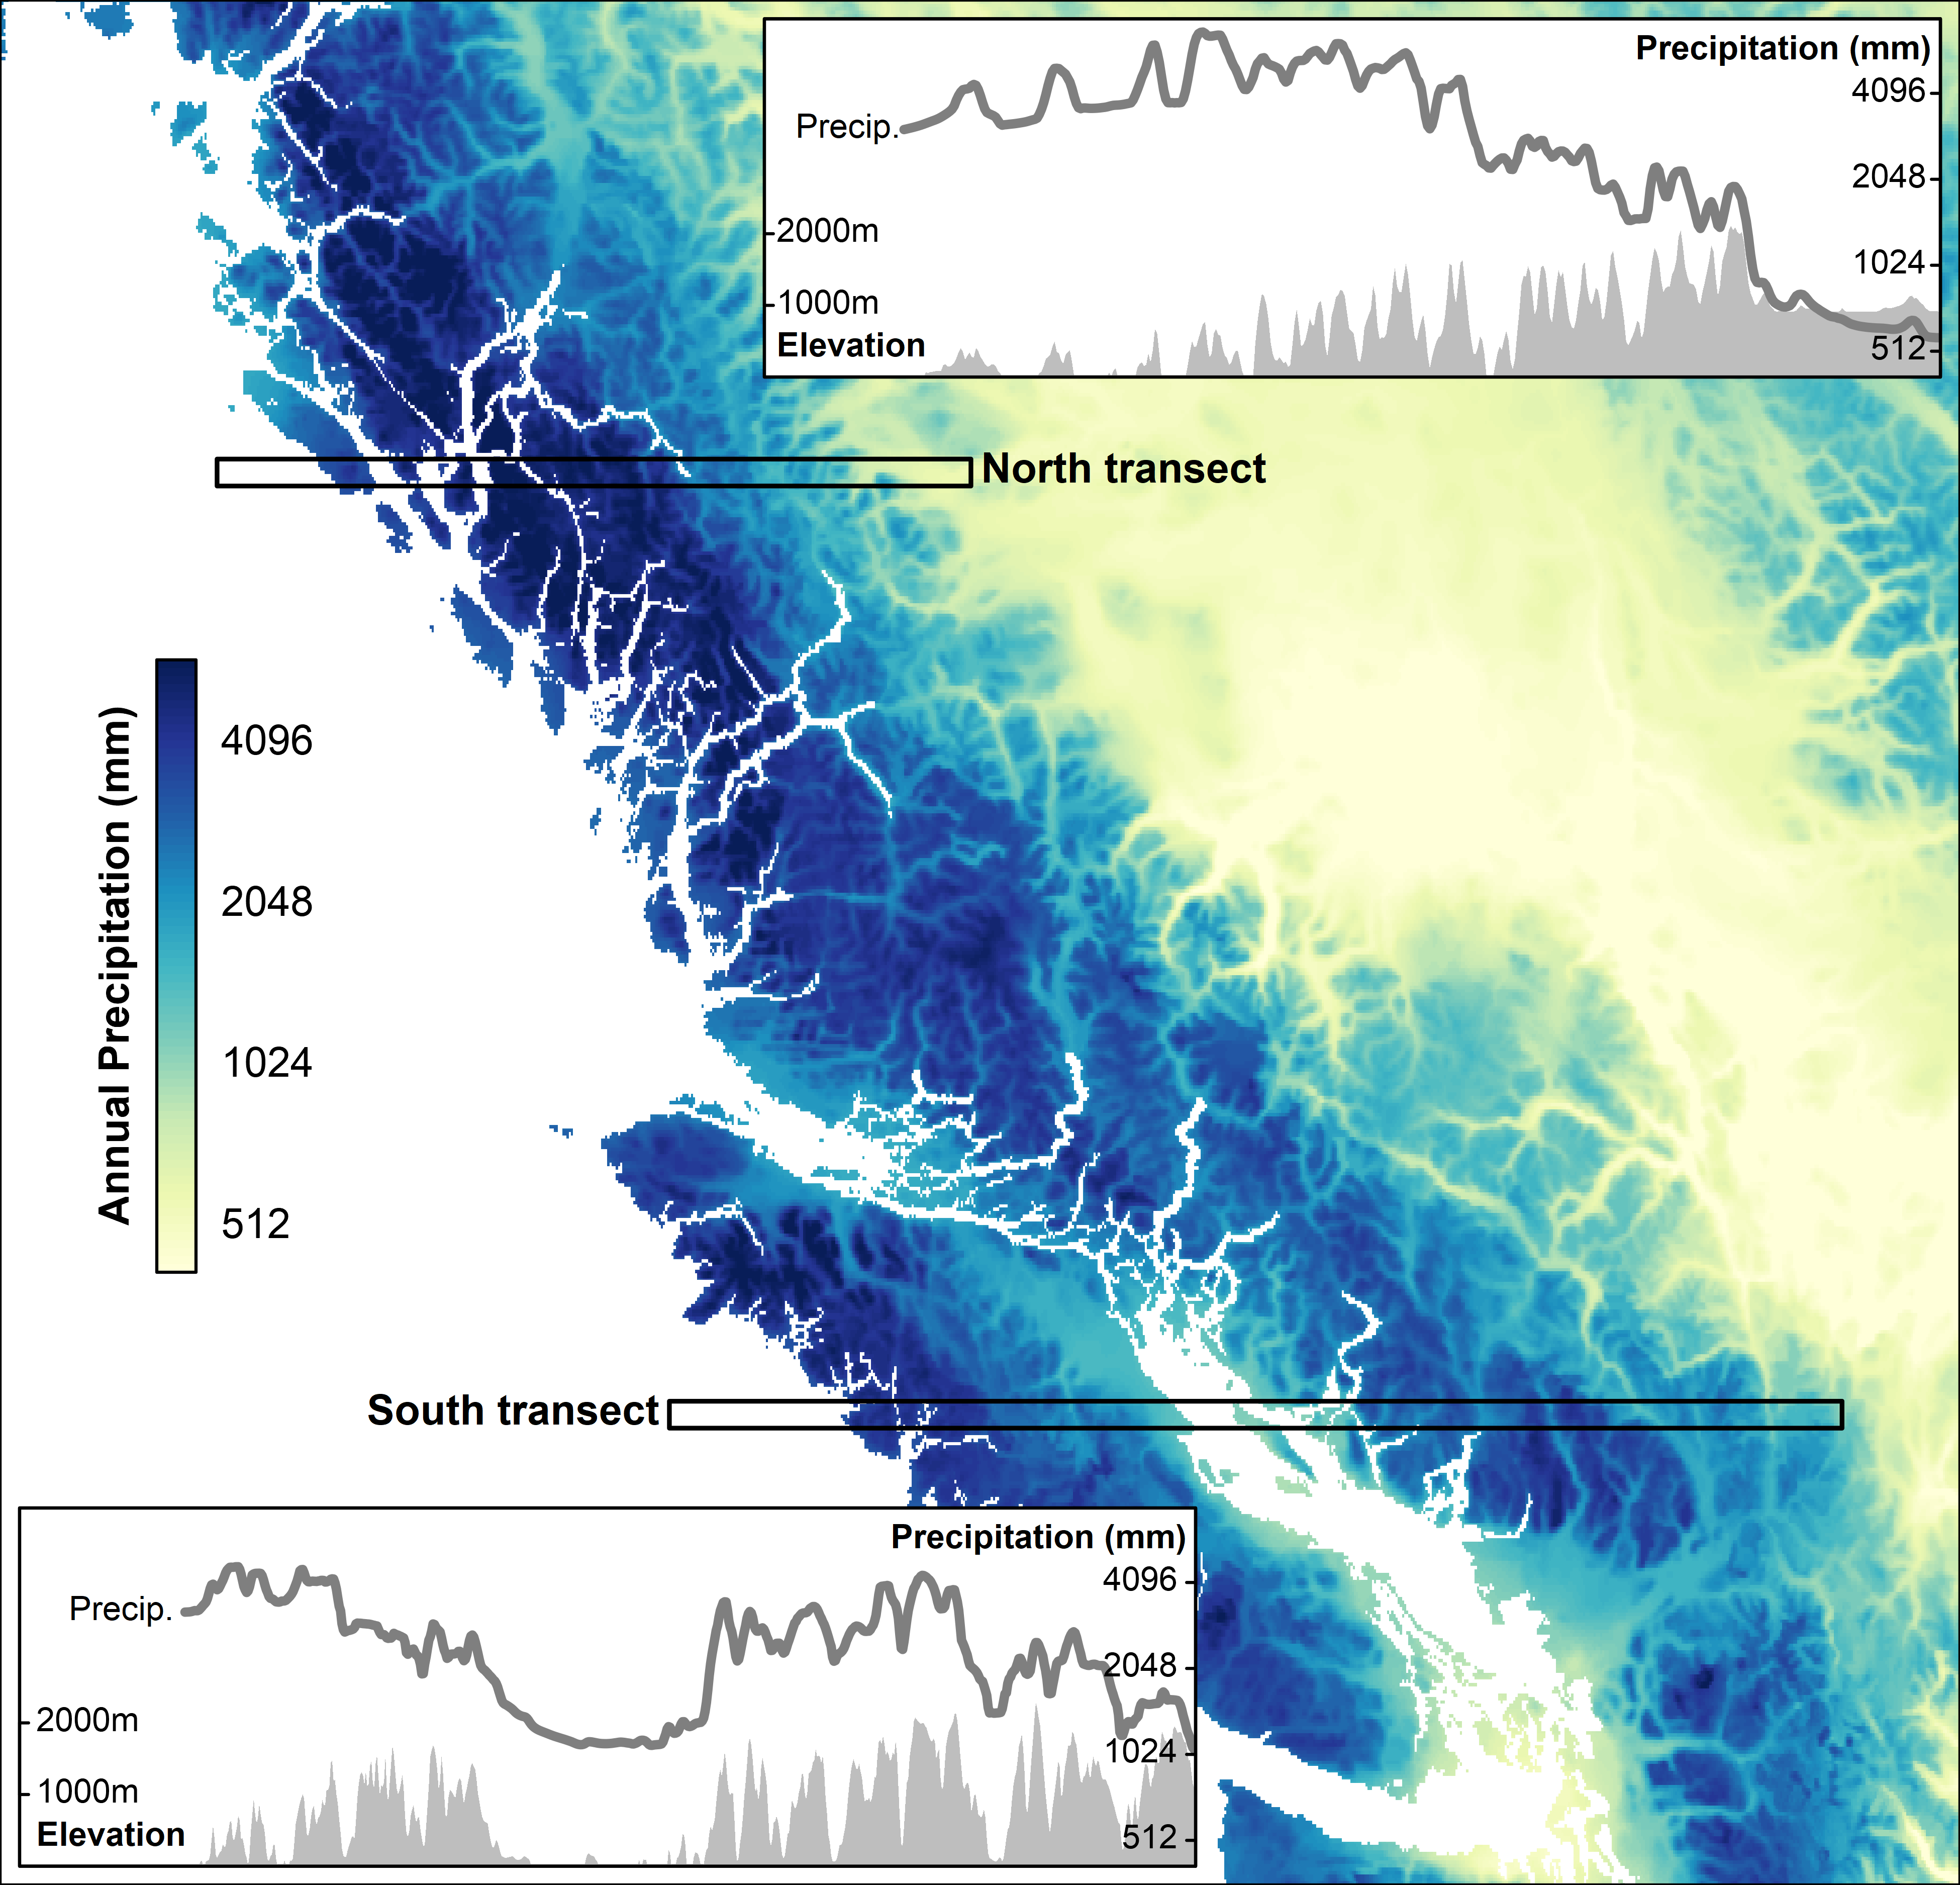 Precipitation (mm)
4096
Precip.
2048
2000m
1024
1000m
Elevation
512
North transect
Annual Precipitation (mm)
4096
2048
1024
512
South transect
Precipitation (mm)
4096
Precip.
2048
2000m
1024
1000m
Elevation
512